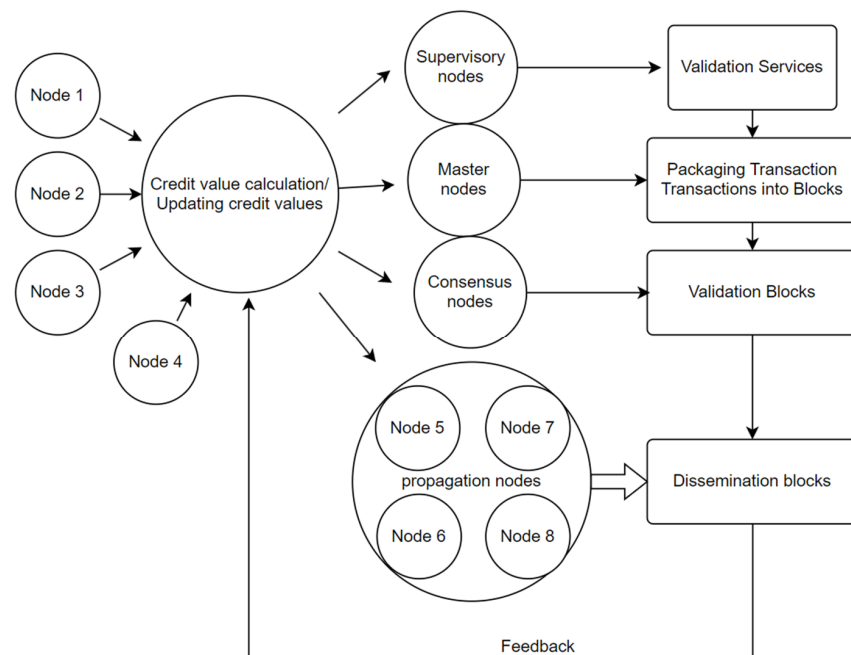 Supervisory
nodes
Validation Services
Node 1
Master
nodes
Packaging Transaction
Transactions into Blocks
Credit value calculation/
Updating credit values
Node 2
Node 3
Consensus
nodes
Validation Blocks
Node 4
Node 5
Node 7
propagation nodes
Dissemination blocks
Node 6
Node 8
Feedback